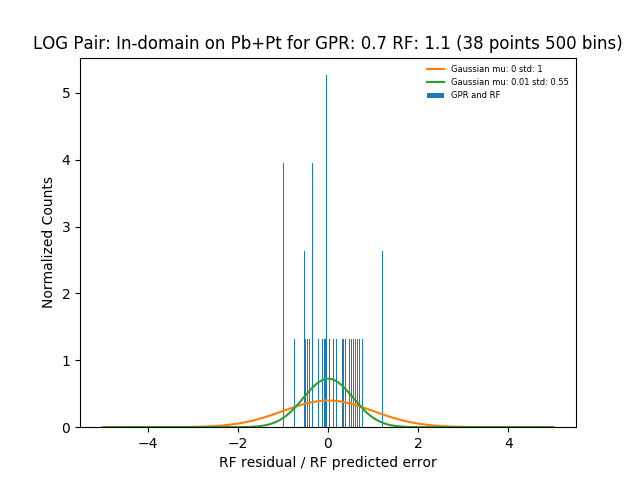 LOG Pair: In-domain on Pb+Pt for GPR: 0.7 RF: 1.1 (38 points 500 bins)
Gaussian mu: 0 std: 1
Gaussian mu: 0.01 std: 0.55
GPR and RF
Normalized Counts
5
4
3
2
1
0
−4 −2 0 2 4
RF residual / RF predicted error